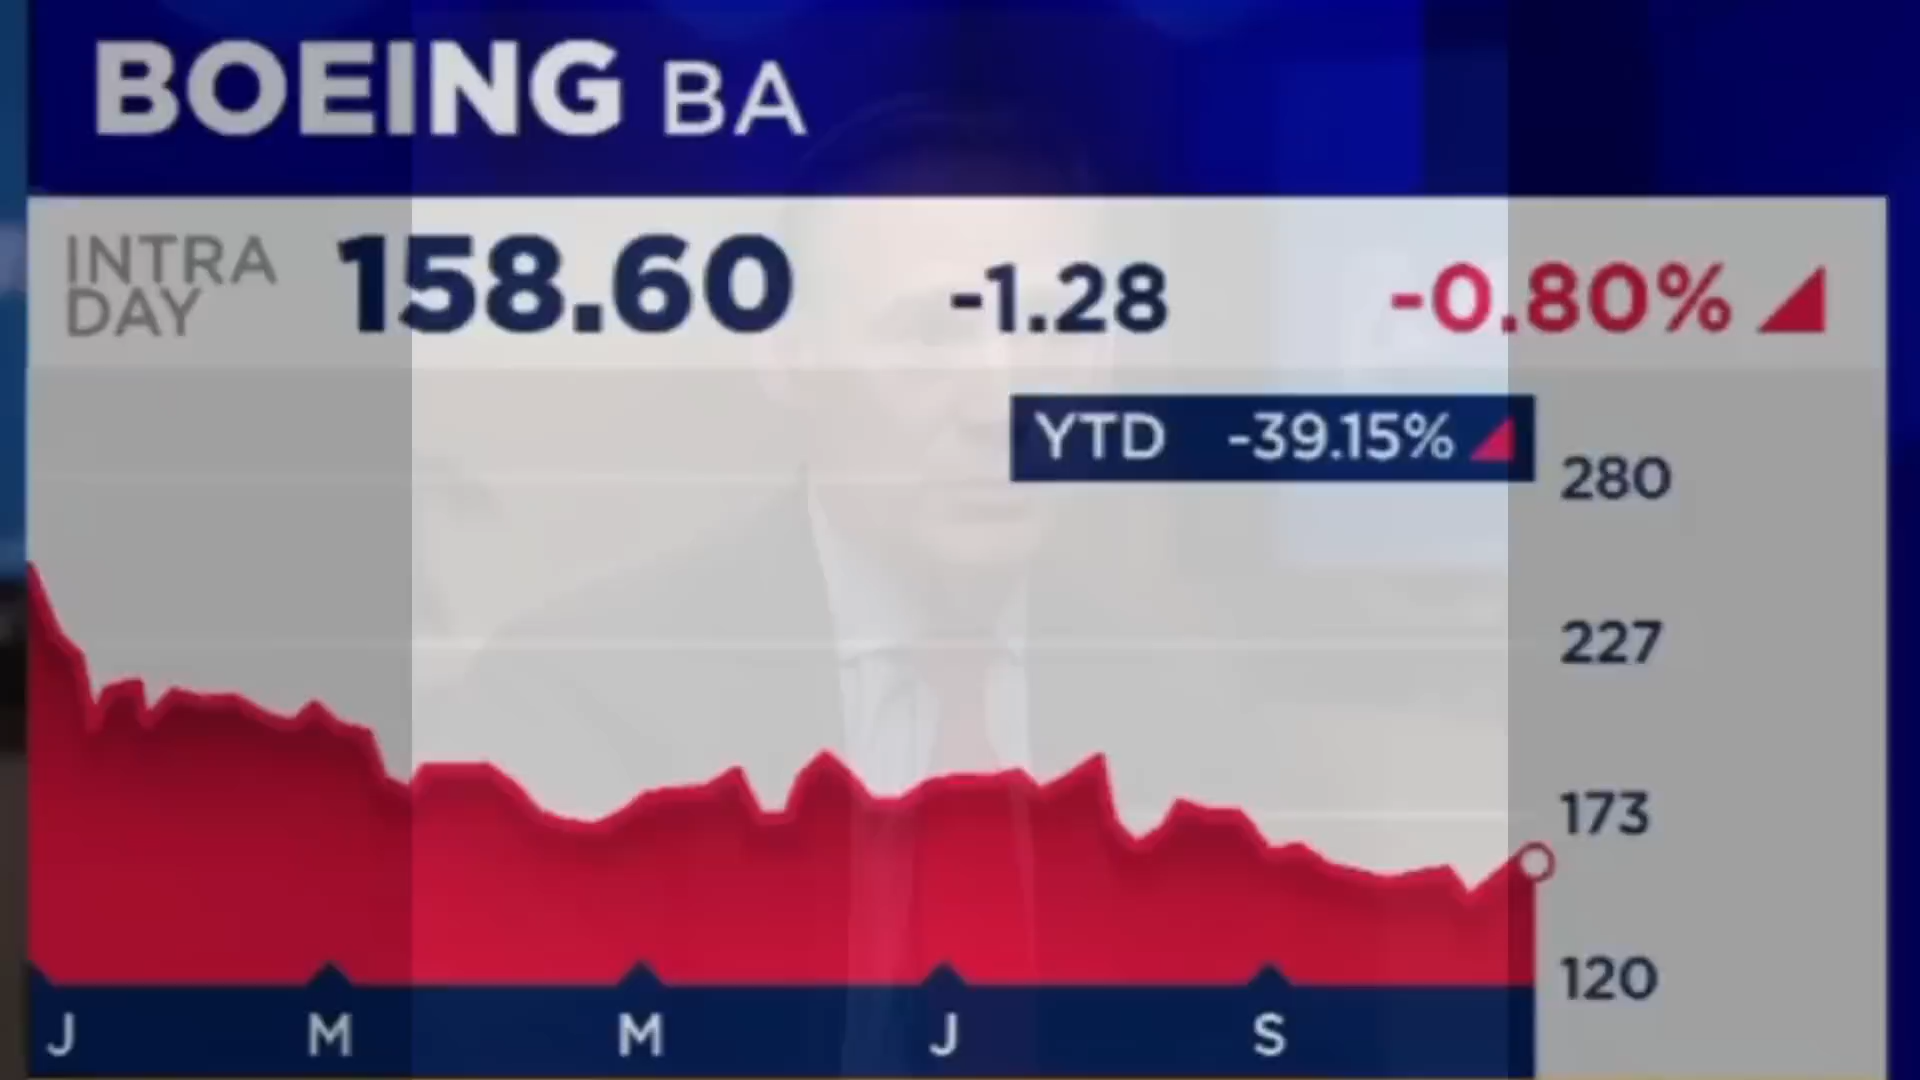 BOEING BA
INTRA DAY 158.60 -1.28 -0.80%
YTD -39.15%
280
227
173
120
J M M J S